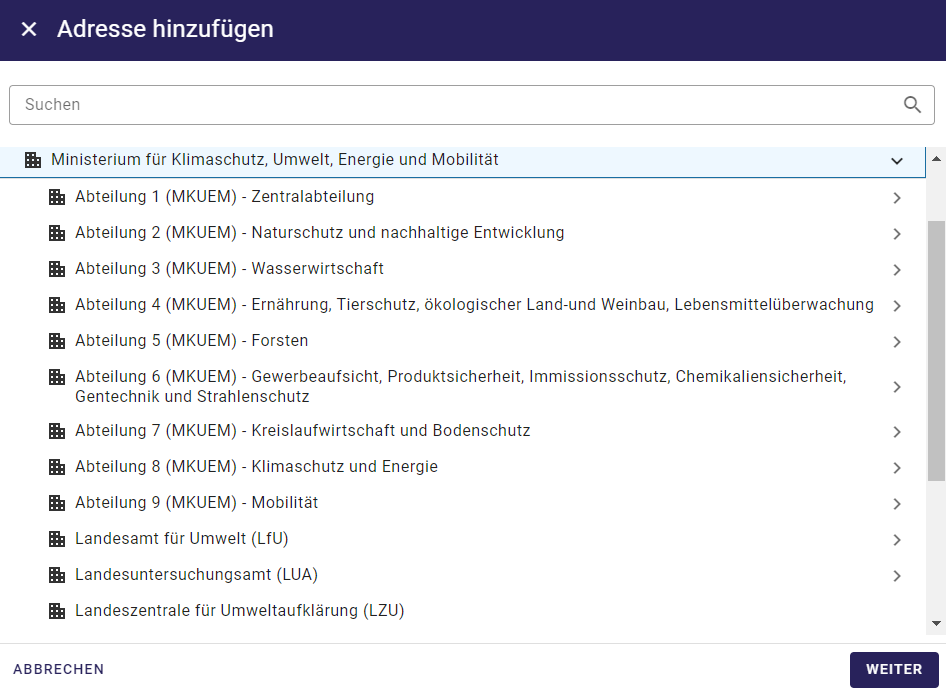 Adresse hinzufügen
Suchen
Ministerium für Klimaschutz, Umwelt, Energie und Mobilität
Abteilung 1 (MKUEM) - Zentralabteilung
Abteilung 2 (MKUEM) - Naturschutz und nachhaltige Entwicklung
Abteilung 3 (MKUEM) - Wasserwirtschaft
Abteilung 4 (MKUEM) - Ernährung, Tierschutz, ökologischer Land-und Weinbau, Lebensmittelüberwachung
Abteilung 5 (MKUEM) - Forsten
Abteilung 6 (MKUEM) - Gewerbeaufsicht, Produktsicherheit, Immissionsschutz, Chemikaliensicherheit,
Gentechnik und Strahlenschutz
Abteilung 7 (MKUEM) - Kreislaufwirtschaft und Bodenschutz
Abteilung 8 (MKUEM) - Klimaschutz und Energie
Abteilung 9 (MKUEM) - Mobilität
Landesamt für Umwelt (LfU)
Landesuntersuchungsamt (LUA)
Landeszentrale für Umweltaufklärung (LZU)
ABBRECHEN
WEITER